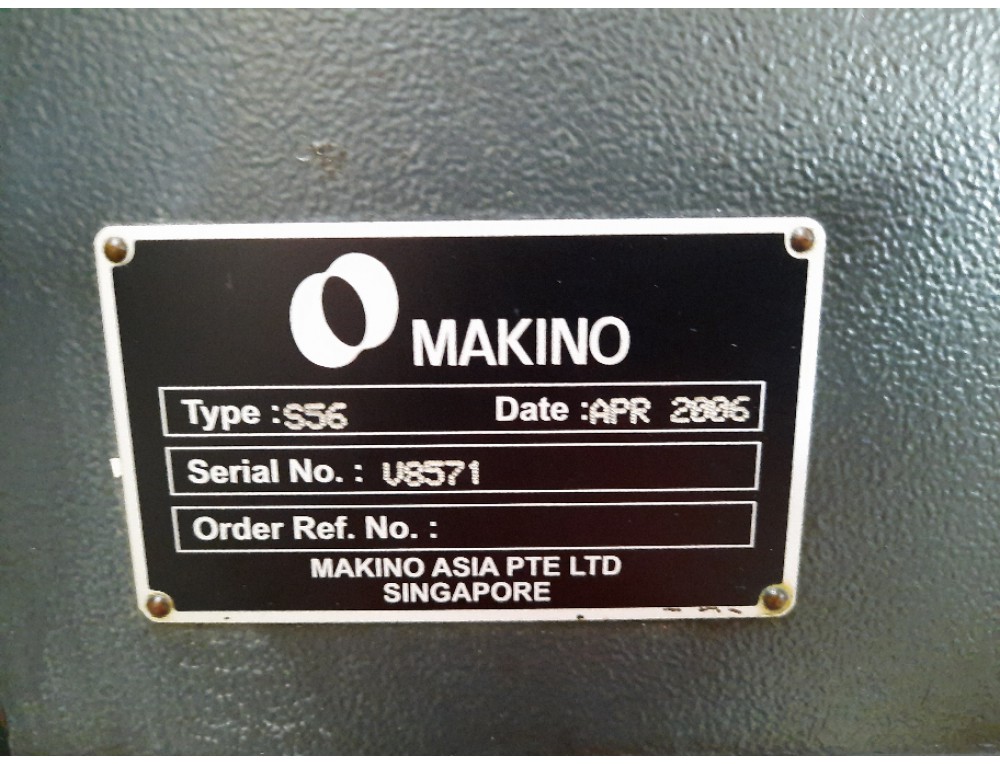 MAKINO
Type :S56 Date :APR 2006
Serial No. : V8571
Order Ref. No. :
MAKINO ASIA PTE LTD
SINGAPORE